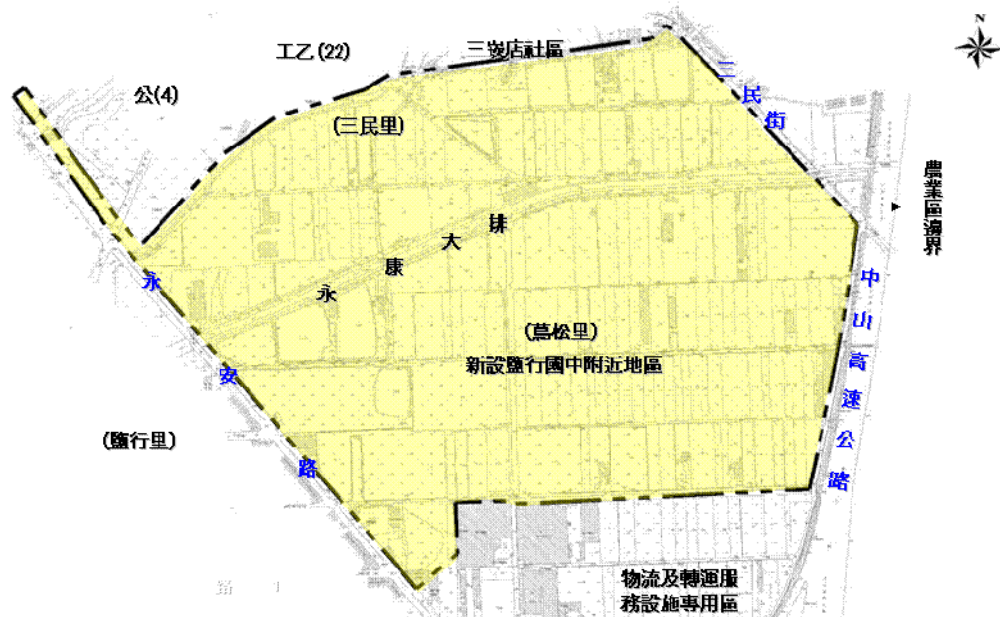 N
工乙(22)
三崁店社區
公(4)
三民街
(三民里)
農業區邊界
永康大排
中山高速公路
永安路
(蔦松里)
新設鹽行國中附近地區
(鹽行里)
物流及轉運服
務設施專用區
路